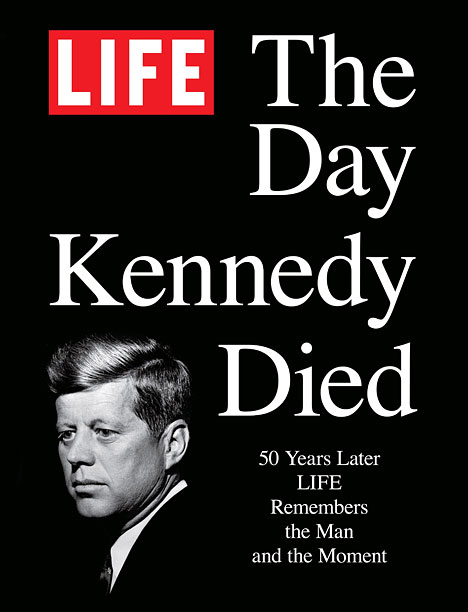 LIFE
The
Day
Kennedy
Died
50 Years Later
LIFE
Remembers
the Man
and the Moment